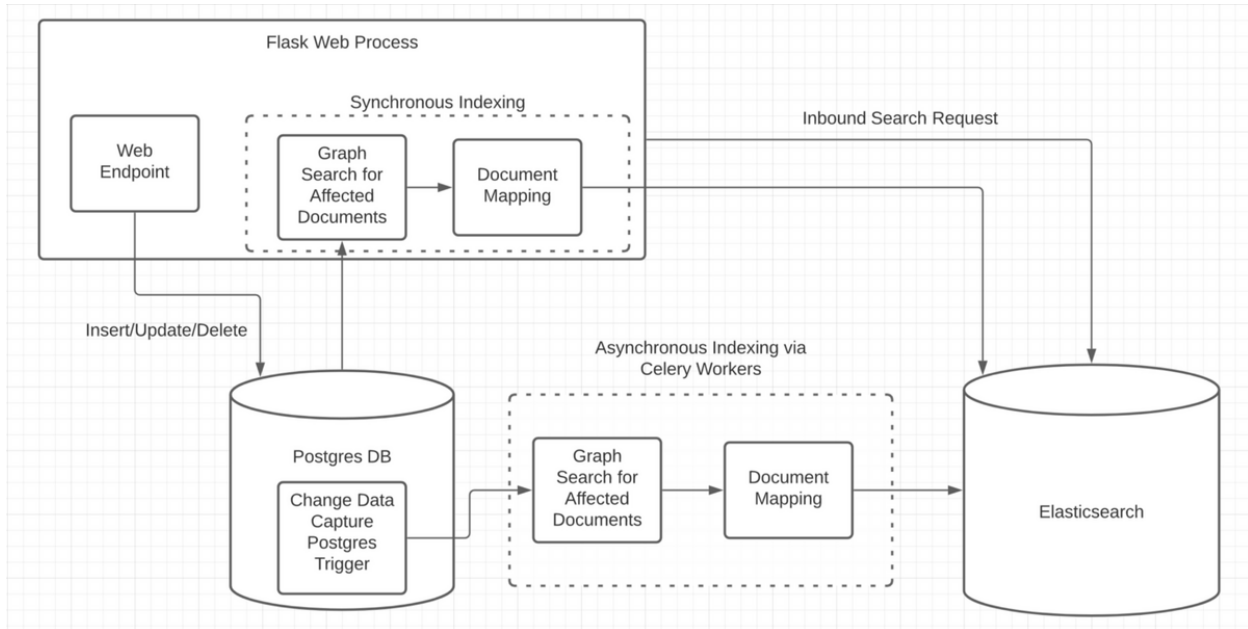 Flask Web Process
Synchronous Indexing
Web
Endpoint
Graph
Search for
Affected
Documents
Document
Mapping
Inbound Search Request
Insert/Update/Delete
Asynchronous Indexing via
Celery Workers
Postgres DB
Change Data
Capture
Postgres
Trigger
Graph
Search for
Affected
Documents
Document
Mapping
Elasticsearch